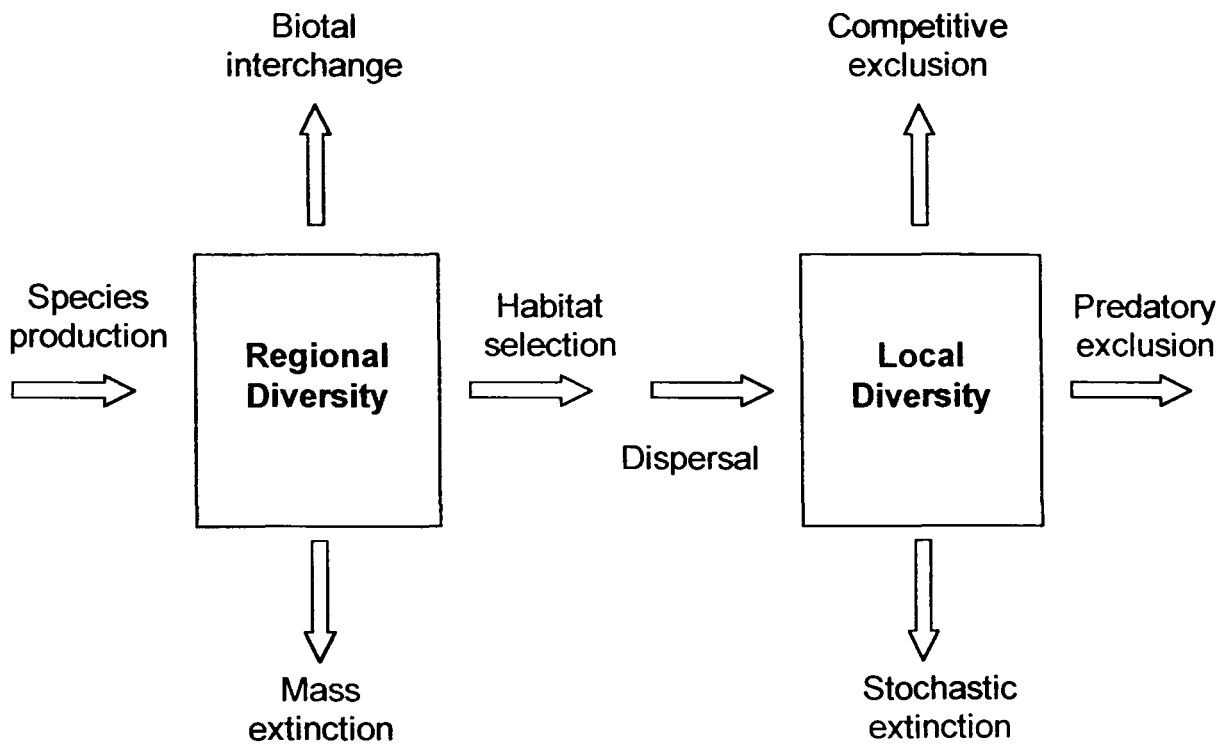 Biotal
interchange
Competitive
exclusion
Species
production
Regional
Diversity
Habitat
selection
Dispersal
Local
Diversity
Predatory
exclusion
Mass
extinction
Stochastic
extinction